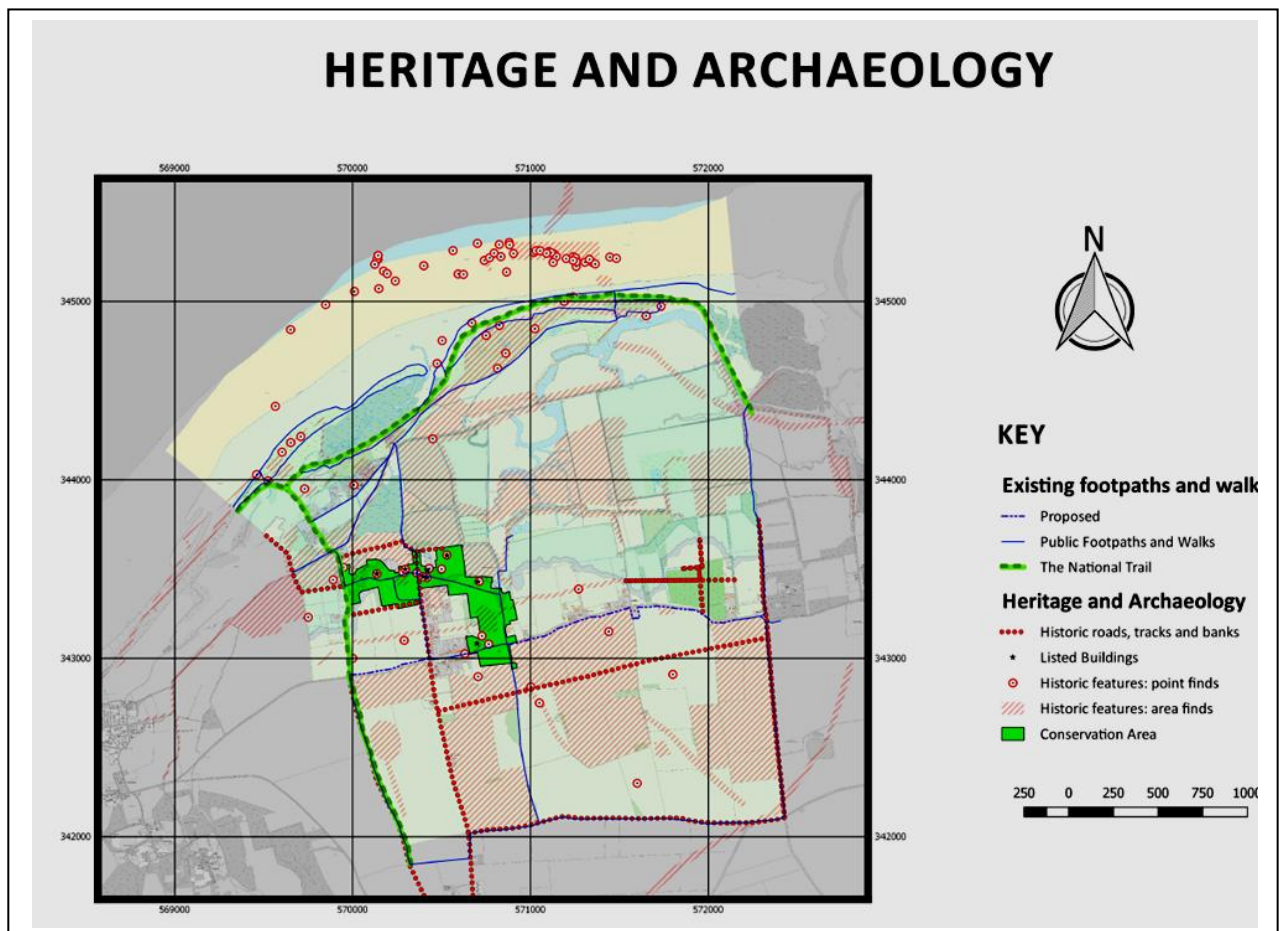 HERITAGE AND ARCHAEOLOGY
569000 570000 571000 572000
345000 345000
344000 344000
343000 343000
342000 342000
569000 570000 571000 572000
N
KEY
Existing footpaths and walk
Proposed
Public Footpaths and Walks
The National Trail
Heritage and Archaeology
Historic roads, tracks and banks
Listed Buildings
Historic features: point finds
Historic features: area finds
Conservation Area
250 0 250 500 750 1000